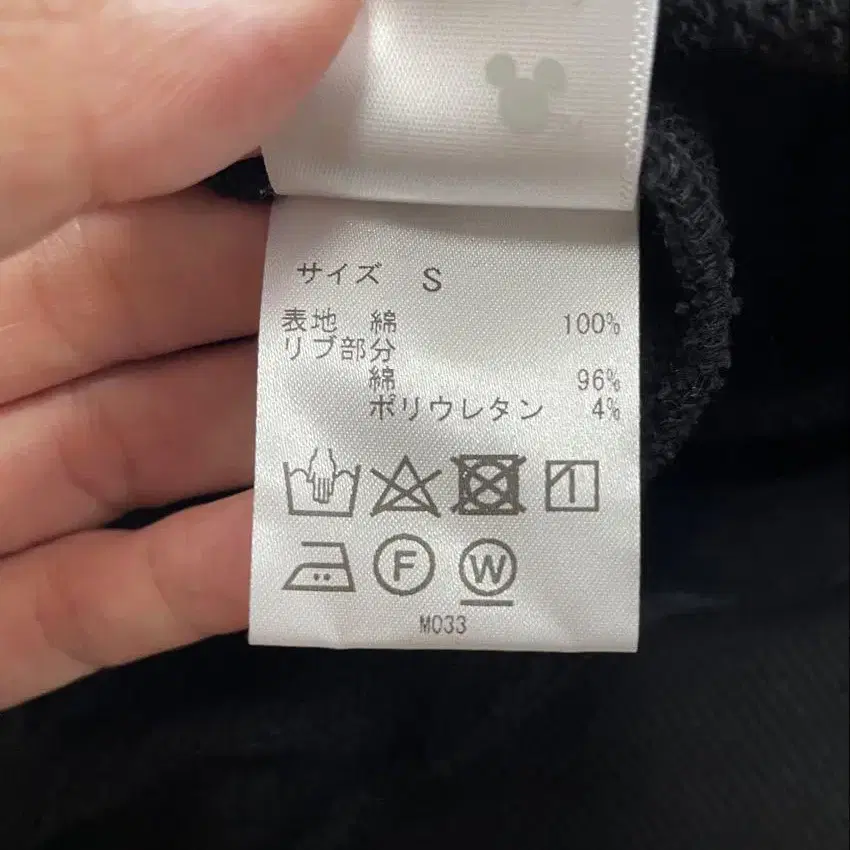 サイズ S
表地 綿 100%
リブ部分
綿 96%
ポリウレタン 4%
F W
M033